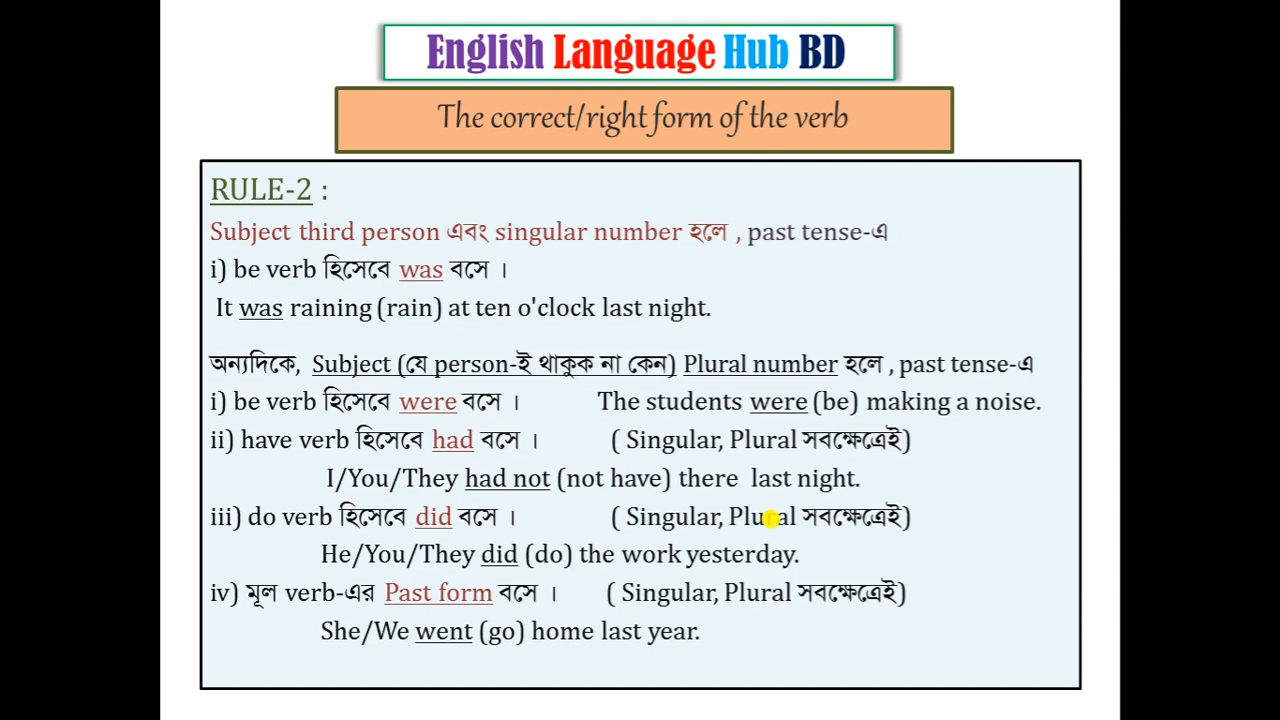 English Language Hub BD
The correct/right form of the verb
RULE-2 :
Subject third person এবং singular number হলে , past tense-এ
i) be verb হিসেবে was বসে ।
It was raining (rain) at ten o'clock last night.
অন্যদিকে, Subject (যে person-ই থাকুক না কেন) Plural number হলে , past tense-এ
i) be verb হিসেবে were বসে । The students were (be) making a noise.
ii) have verb হিসেবে had বসে । ( Singular, Plural সবক্ষেত্রেই)
I/You/They had not (not have) there last night.
iii) do verb হিসেবে did বসে । ( Singular, Plural সবক্ষেত্রেই)
He/You/They did (do) the work yesterday.
iv) মূল verb-এর Past form বসে । ( Singular, Plural সবক্ষেত্রেই)
She/We went (go) home last year.